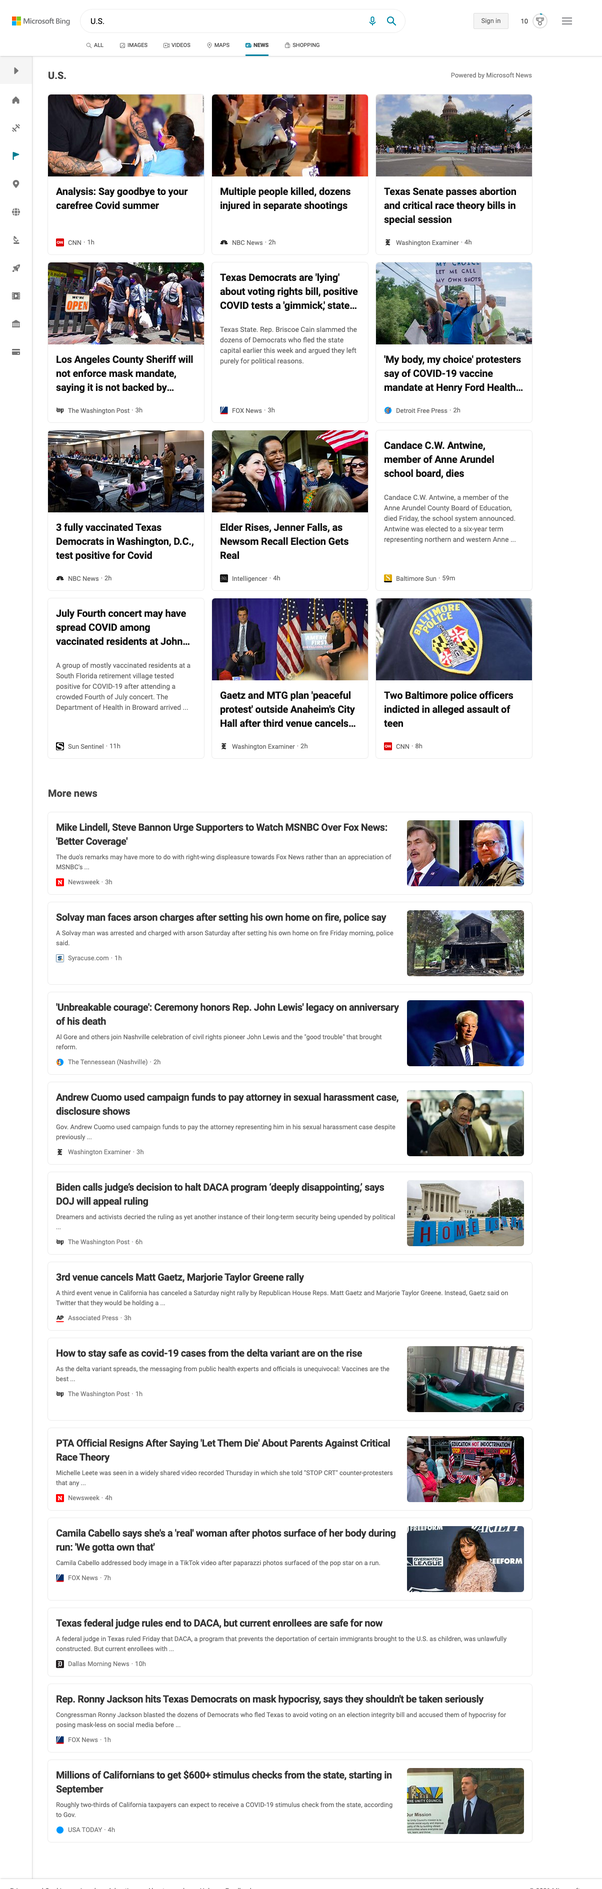 Microsoft Bing
U.S.
Sign in
10
ALL
IMAGES
VIDEOS
MAPS
NEWS
SHOPPING
U.S.
Powered by Microsoft News
Analysis: Say goodbye to your
carefree Covid summer
CNN · 1h
Multiple people killed, dozens
injured in separate shootings
NBC News · 2h
Texas Senate passes abortion
and critical race theory bills in
special session
Washington Examiner · 4h
OPEN
Los Angeles County Sheriff will
not enforce mask mandate,
saying it is not backed by...
The Washington Post · 3h
Texas Democrats are 'lying'
about voting rights bill, positive
COVID tests a 'gimmick,' state...
Texas State. Rep. Briscoe Cain slammed the
dozens of Democrats who fled the state
capital earlier this week and argued they left
purely for political reasons.
FOX News · 3h
MY CHOICE
LET ME CALL
MY OWN SHOTS
'My body, my choice' protesters
say of COVID-19 vaccine
mandate at Henry Ford Health...
Detroit Free Press · 2h
3 fully vaccinated Texas
Democrats in Washington, D.C.,
test positive for Covid
NBC News · 2h
Elder Rises, Jenner Falls, as
Newsom Recall Election Gets
Real
Intelligencer · 4h
Candace C.W. Antwine,
member of Anne Arundel
school board, dies
Candace C.W. Antwine, a member of the
Anne Arundel County Board of Education,
died Friday, the school system announced.
Antwine was elected to a six-year term
representing northern and western Anne ...
Baltimore Sun · 59m
July Fourth concert may have
spread COVID among
vaccinated residents at John...
A group of mostly vaccinated residents at a
South Florida retirement village tested
positive for COVID-19 after attending a
crowded Fourth of July concert. The
Department of Health in Broward arrived ...
Sun Sentinel · 11h
Gaetz and MTG plan 'peaceful
protest' outside Anaheim's City
Hall after third venue cancels...
Washington Examiner · 2h
BALTIMORE
POLICE
Two Baltimore police officers
indicted in alleged assault of
teen
CNN · 8h
More news
Mike Lindell, Steve Bannon Urge Supporters to Watch MSNBC Over Fox News:
'Better Coverage'
The duo's remarks may have more to do with right-wing displeasure towards Fox News rather than an appreciation of
MSNBC's ...
Newsweek · 3h
Solvay man faces arson charges after setting his own home on fire, police say
A Solvay man was arrested and charged with arson Saturday after setting his own home on fire Friday morning, police
said.
Syracuse.com · 1h
'Unbreakable courage': Ceremony honors Rep. John Lewis' legacy on anniversary
of his death
Al Gore and others join Nashville celebration of civil rights pioneer John Lewis and the "good trouble" that brought
reform.
The Tennessean (Nashville) · 2h
Andrew Cuomo used campaign funds to pay attorney in sexual harassment case,
disclosure shows
Gov. Andrew Cuomo used campaign funds to pay the attorney representing him in his sexual harassment case despite
previously ...
Washington Examiner · 3h
Biden calls judge's decision to halt DACA program 'deeply disappointing,' says
DOJ will appeal ruling
Dreamers and activists decried the ruling as yet another instance of their long-term security being upended by political
...
The Washington Post · 6h
HOME
3rd venue cancels Matt Gaetz, Marjorie Taylor Greene rally
A third event venue in California has canceled a Saturday night rally by Republican House Reps. Matt Gaetz and Marjorie Taylor Greene. Instead, Gaetz said on
Twitter that they would be holding a ...
AP Associated Press · 3h
How to stay safe as covid-19 cases from the delta variant are on the rise
As the delta variant spreads, the messaging from public health experts and officials is unequivocal: Vaccines are the
best ...
The Washington Post · 1h
PTA Official Resigns After Saying 'Let Them Die' About Parents Against Critical
Race Theory
Michelle Leete was seen in a widely shared video recorded Thursday in which she told "STOP CRT" counter-protesters
that any ...
Newsweek · 4h
EDUCATION NOT INDOCTRINATION
Camila Cabello says she's a 'real' woman after photos surface of her body during
run: 'We gotta own that'
Camila Cabello addressed body image in a TikTok video after paparazzi photos surfaced of the pop star on a run.
FOX News · 7h
FREEFORM
VARIETY
OVERWATCH
LEAGUE
Texas federal judge rules end to DACA, but current enrollees are safe for now
A federal judge in Texas ruled Friday that DACA, a program that prevents the deportation of certain immigrants brought to the U.S. as children, was unlawfully
constructed. But current enrollees with ...
Dallas Morning News · 10h
Rep. Ronny Jackson hits Texas Democrats on mask hypocrisy, says they shouldn't be taken seriously
Congressman Ronny Jackson blasted the dozens of Democrats who fled Texas to avoid voting on an election integrity bill and accused them of hypocrisy for
posing mask-less on social media before ...
FOX News · 1h
Millions of Californians to get $600+ stimulus checks from the state, starting in
September
Roughly two-thirds of California taxpayers can expect to receive a COVID-19 stimulus check from the state, according
to Gov.
USA TODAY · 4h